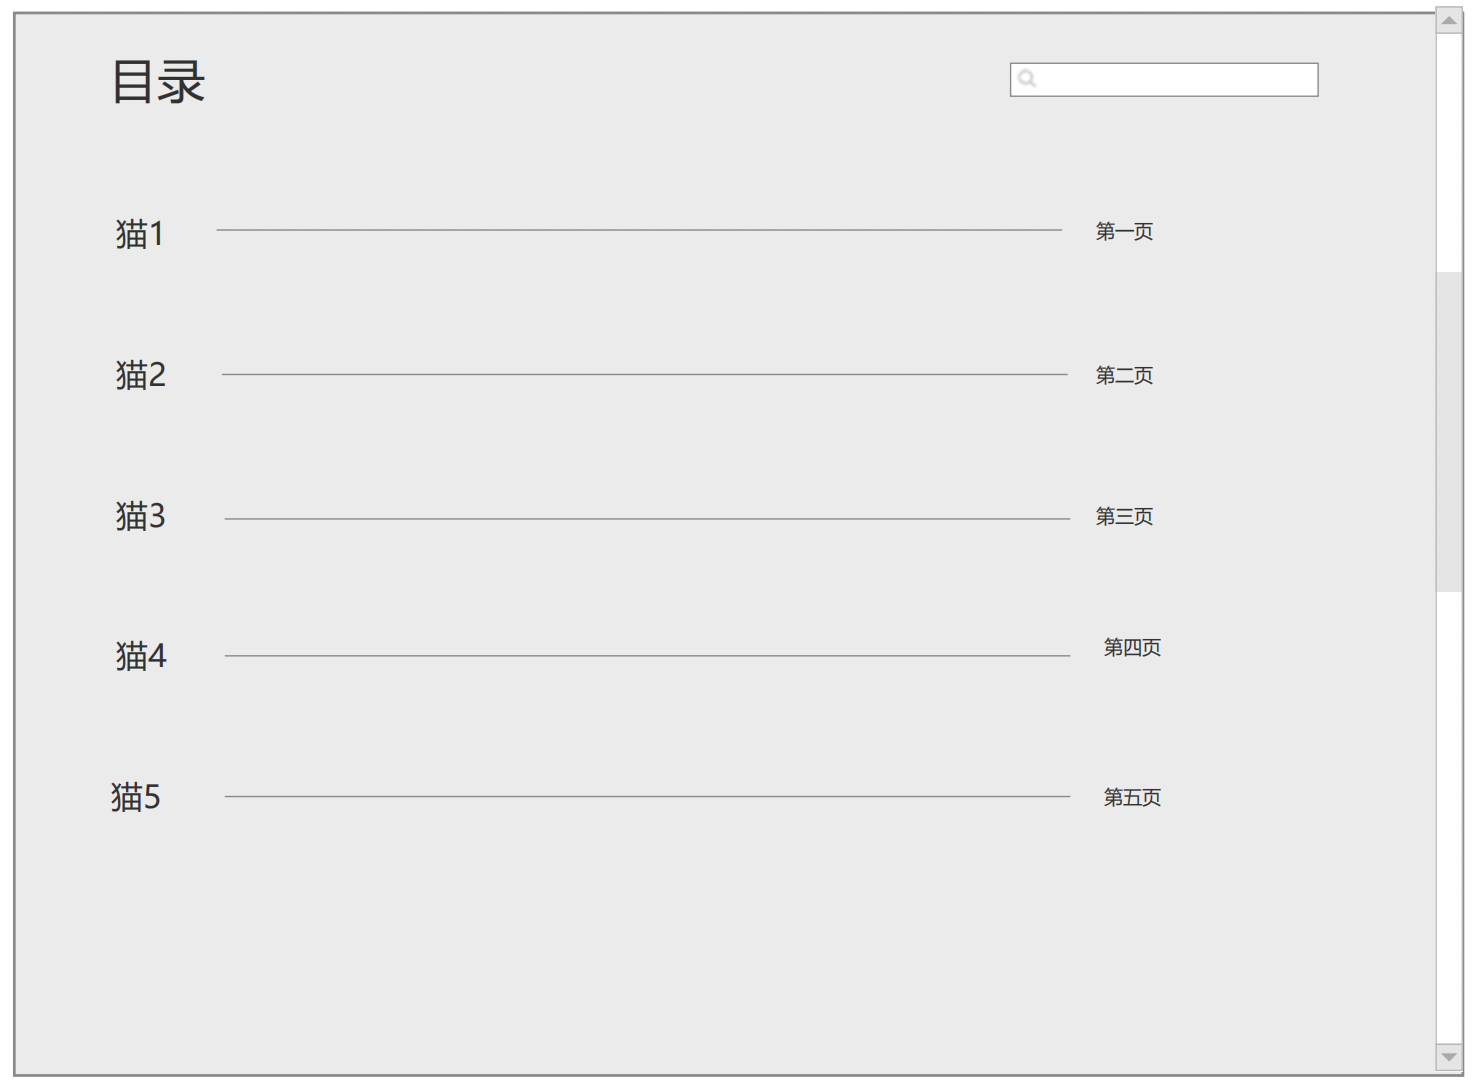 目录
猫1 第一页
猫2 第二页
猫3 第三页
猫4 第四页
猫5 第五页